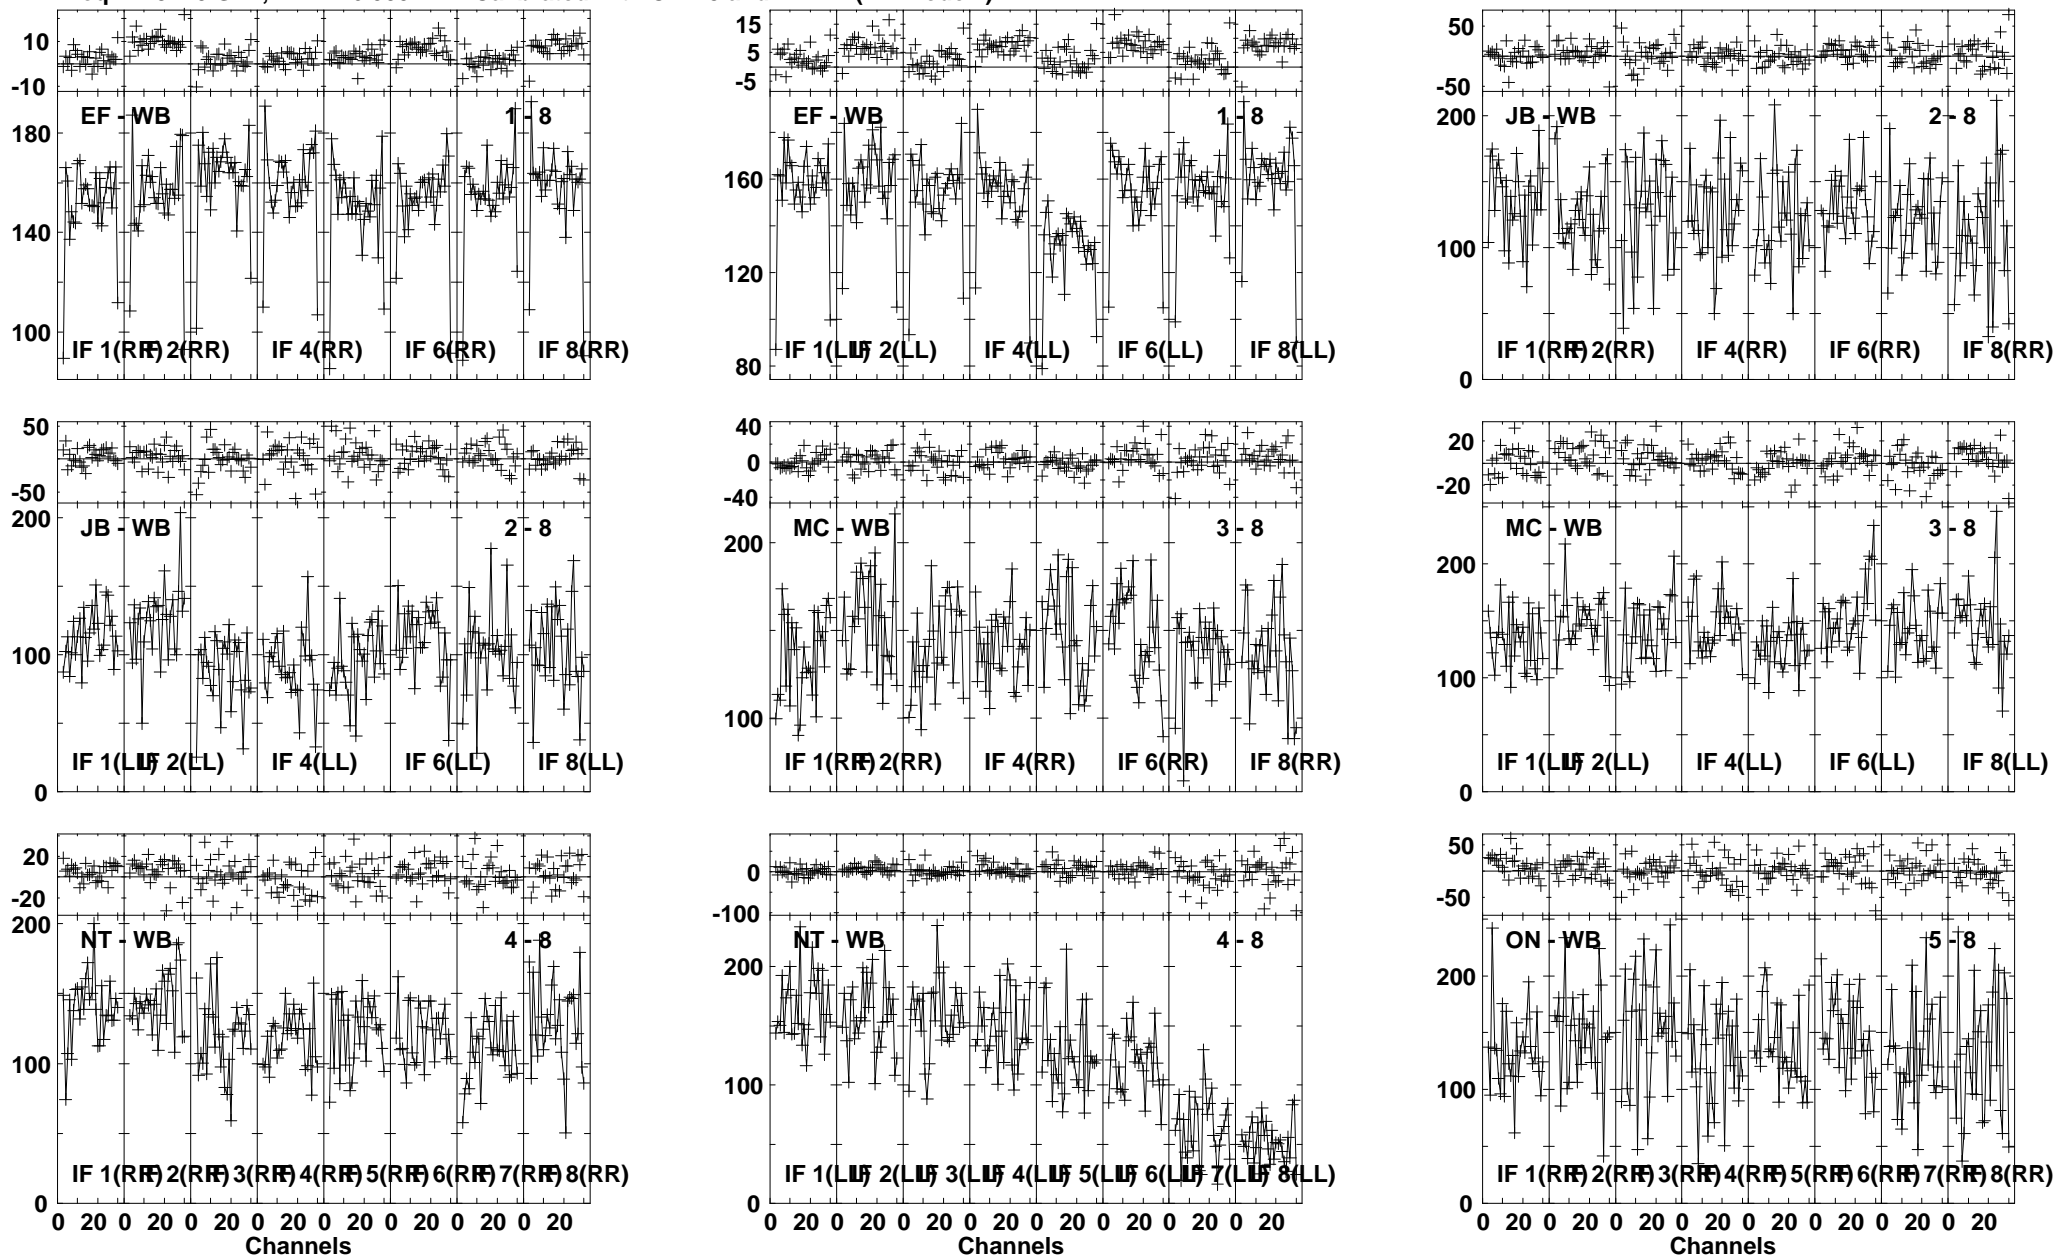 10
-10
180
140
100
EF - WB
1 - 8
IF 1(RR)
IF 2(RR)
IF 4(RR)
IF 6(RR)
IF 8(RR)
15
5
-5
160
120
80
EF - WB
1 - 8
IF 1(LL)
IF 2(LL)
IF 4(LL)
IF 6(LL)
IF 8(LL)
50
-50
200
100
0
JB - WB
2 - 8
IF 1(RR)
IF 2(RR)
IF 4(RR)
IF 6(RR)
IF 8(RR)
50
-50
200
100
0
JB - WB
2 - 8
IF 1(LL)
IF 2(LL)
IF 4(LL)
IF 6(LL)
IF 8(LL)
40
0
-40
200
100
MC - WB
3 - 8
IF 1(RR)
IF 2(RR)
IF 4(RR)
IF 6(RR)
IF 8(RR)
20
-20
200
100
0
MC - WB
3 - 8
IF 1(LL)
IF 2(LL)
IF 4(LL)
IF 6(LL)
IF 8(LL)
20
-20
200
100
0
NT - WB
4 - 8
IF 1(RR)
IF 2(RR)
IF 3(RR)
IF 4(RR)
IF 5(RR)
IF 6(RR)
IF 7(RR)
IF 8(RR)
0 20 0 20 0 20 0 20 0 20 0 20 0 20 0 20
Channels
0
-100
200
100
0
NT - WB
4 - 8
IF 1(LL)
IF 2(LL)
IF 3(LL)
IF 4(LL)
IF 5(LL)
IF 6(LL)
IF 7(LL)
IF 8(LL)
0 20 0 20 0 20 0 20 0 20 0 20 0 20 0 20
Channels
50
-50
200
100
0
ON - WB
5 - 8
IF 1(RR)
IF 2(RR)
IF 3(RR)
IF 4(RR)
IF 5(RR)
IF 6(RR)
IF 7(RR)
IF 8(RR)
0 20 0 20 0 20 0 20 0 20 0 20 0 20 0 20
Channels